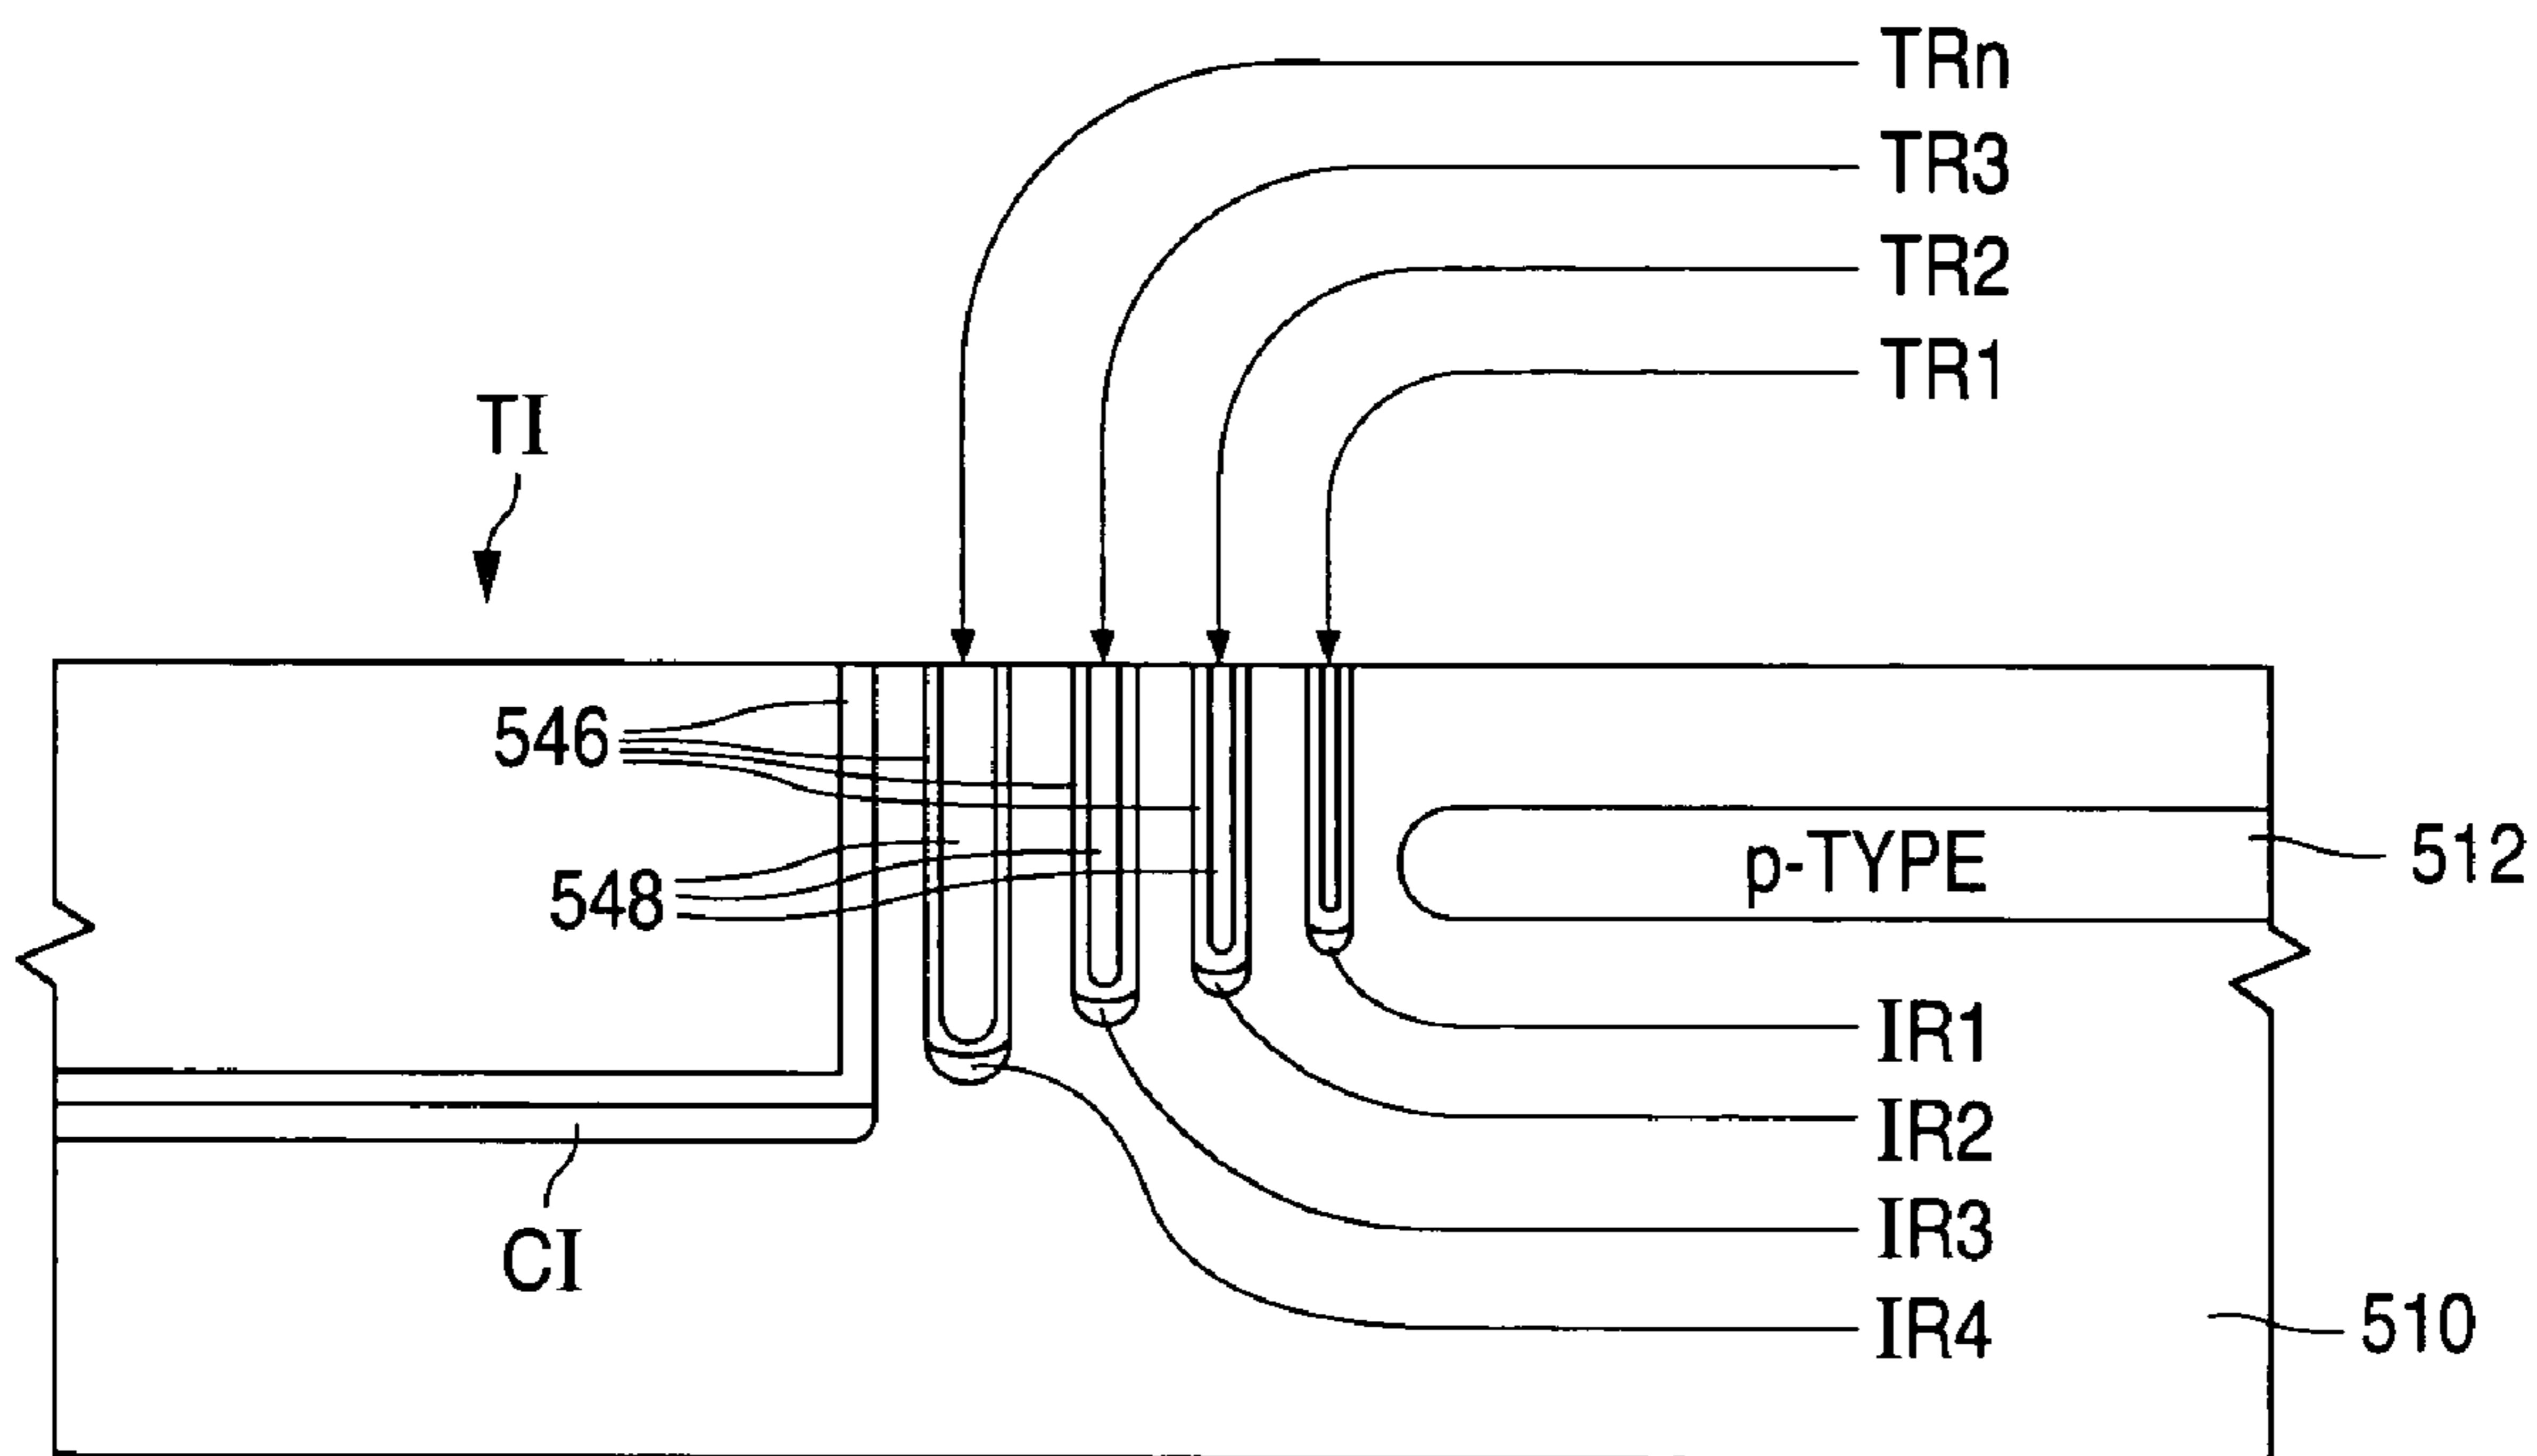 TRn
TR3
TR2
TR1
TI
546
p-TYPE
512
548
IR1
IR2
IR3
CI
IR4
510